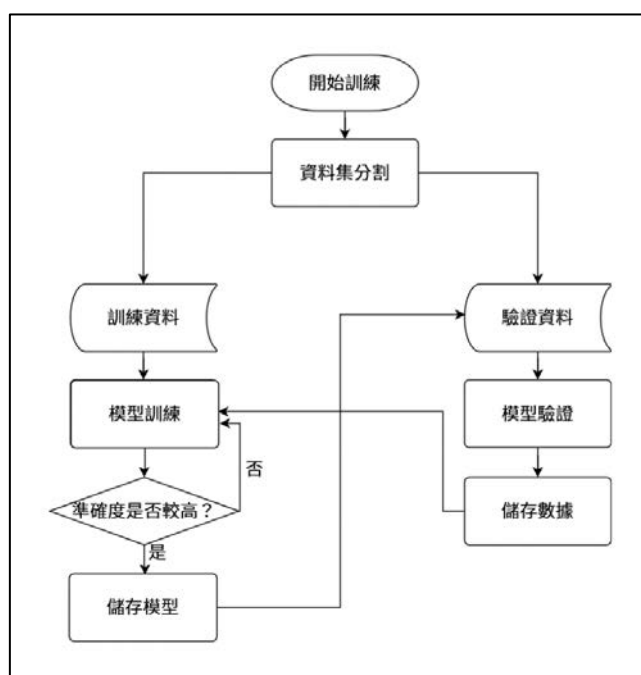 開始訓練
資料集分割
訓練資料
驗證資料
模型訓練
模型驗證
否
準確度是否較高？
儲存數據
是
儲存模型